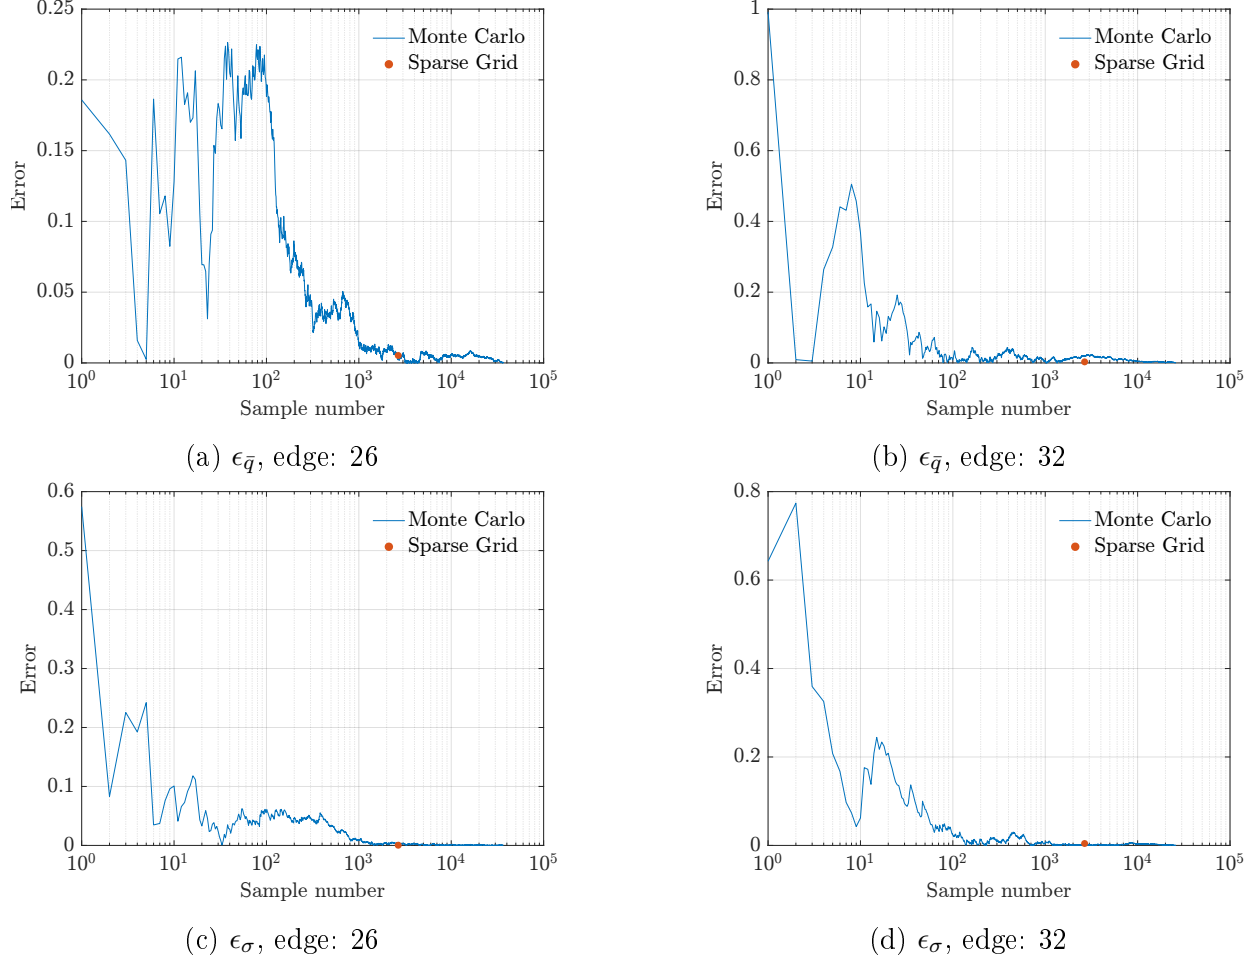 0.25
0.2
0.15
0.1
0.05
0
Error
10^0 10^1 10^2 10^3 10^4 10^5
Sample number
Monte Carlo
Sparse Grid
(a) ϵ_q̄, edge: 26
1
0.8
0.6
0.4
0.2
0
Error
10^0 10^1 10^2 10^3 10^4 10^5
Sample number
Monte Carlo
Sparse Grid
(b) ϵ_q̄, edge: 32
0.6
0.5
0.4
0.3
0.2
0.1
0
Error
10^0 10^1 10^2 10^3 10^4 10^5
Sample number
Monte Carlo
Sparse Grid
(c) ϵ_σ, edge: 26
0.8
0.6
0.4
0.2
0
Error
10^0 10^1 10^2 10^3 10^4 10^5
Sample number
Monte Carlo
Sparse Grid
(d) ϵ_σ, edge: 32